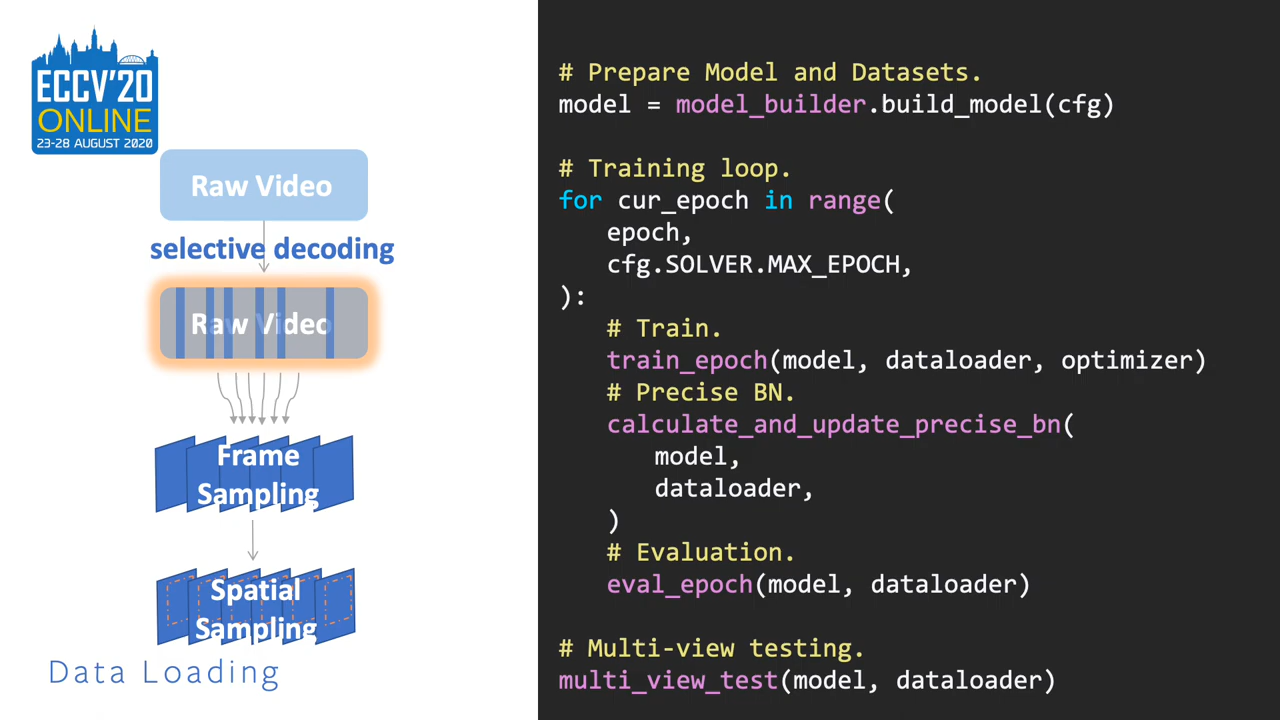 ECCV'20
ONLINE
23-28 AUGUST 2020
Raw Video
selective decoding
Raw Video
Frame
Sampling
Spatial
Sampling
Data Loading
# Prepare Model and Datasets.
model = model_builder.build_model(cfg)
# Training loop.
for cur_epoch in range(
epoch,
cfg.SOLVER.MAX_EPOCH,
):
# Train.
train_epoch(model, dataloader, optimizer)
# Precise BN.
calculate_and_update_precise_bn(
model,
dataloader,
)
# Evaluation.
eval_epoch(model, dataloader)
# Multi-view testing.
multi_view_test(model, dataloader)